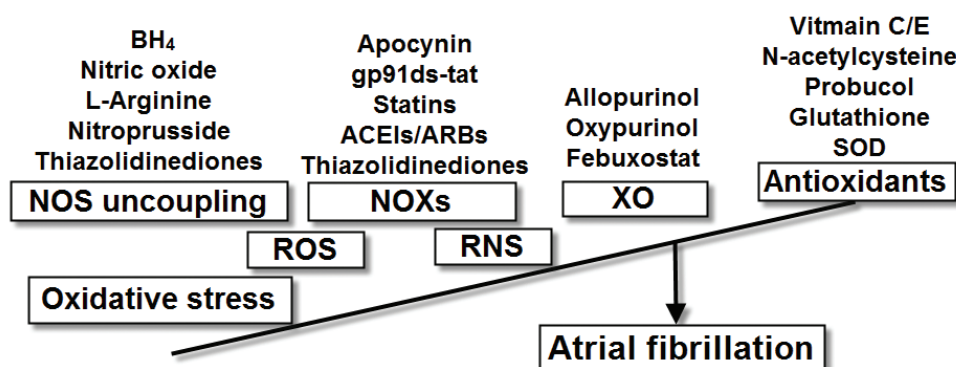 BH₄
Nitric oxide
L-Arginine
Nitroprusside
Thiazolidinediones
NOS uncoupling
Apocynin
gp91ds-tat
Statins
ACEIs/ARBs
Thiazolidinediones
NOXs
Allopurinol
Oxypurinol
Febuxostat
XO
Vitmain C/E
N-acetylcysteine
Probucol
Glutathione
SOD
Antioxidants
ROS
RNS
Oxidative stress
Atrial fibrillation